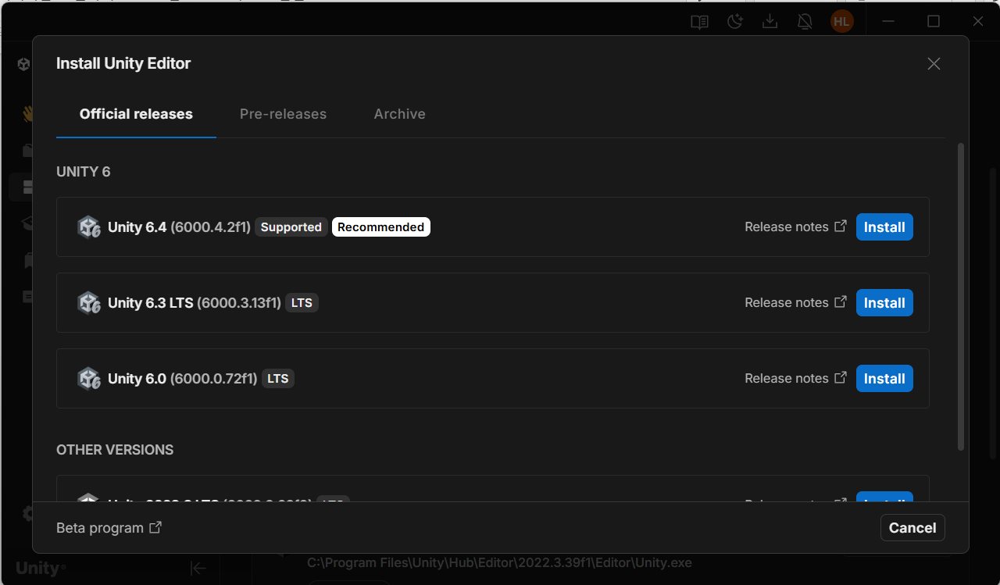 HL
Install Unity Editor
Official releases Pre-releases Archive
UNITY 6
Unity 6.4 (6000.4.2f1) Supported Recommended Release notes Install
Unity 6.3 LTS (6000.3.13f1) LTS Release notes Install
Unity 6.0 (6000.0.72f1) LTS Release notes Install
OTHER VERSIONS
Beta program Cancel
Unity
C:\Program Files\Unity\Hub\Editor\2022.3.39f1\Editor\Unity.exe